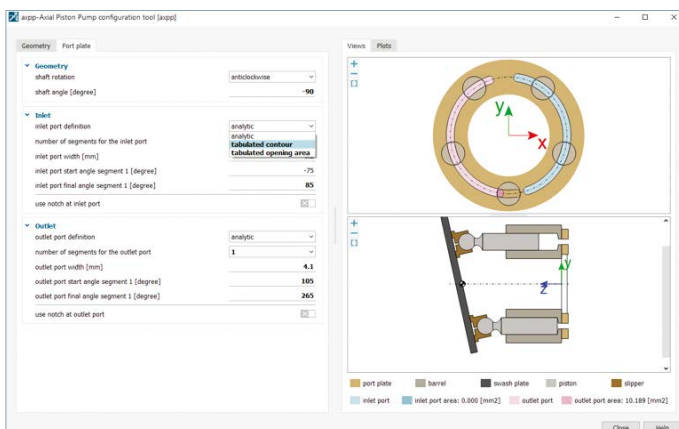 axpp-Axial Piston Pump configuration tool [axpp]
Geometry Port plate
Geometry
shaft rotation anticlockwise
shaft angle [degree] -90
Inlet
inlet port definition analytic
analytic
number of segments for the inlet port tabulated contour
tabulated opening area
inlet port width [mm]
inlet port start angle segment 1 [degree] -75
inlet port final angle segment 1 [degree] 85
use notch at inlet port
Outlet
outlet port definition analytic
number of segments for the outlet port 1
outlet port width [mm] 4.1
outlet port start angle segment 1 [degree] 105
outlet port final angle segment 1 [degree] 265
use notch at outlet port
Views Plots
y
x
y
z
port plate barrel swash plate piston slipper
inlet port inlet port area: 0.000 [mm2] outlet port outlet port area: 10.189 [mm2]
Close Help